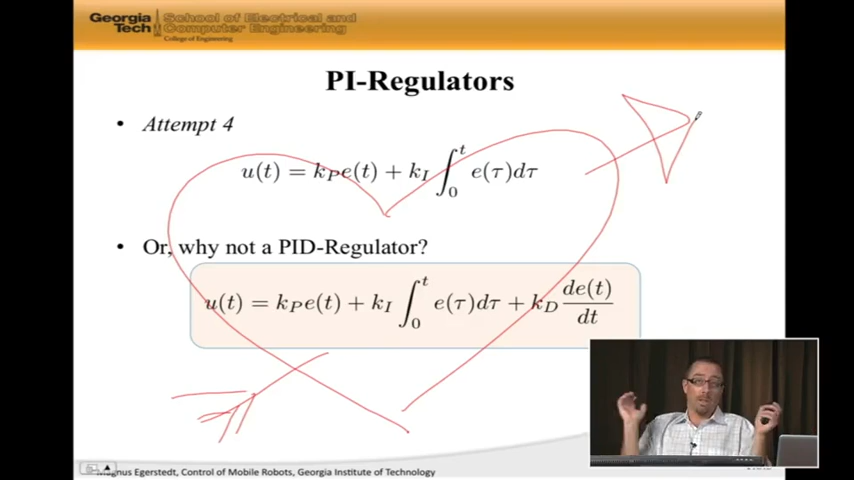 Georgia Tech
School of Electrical and Computer Engineering
College of Engineering
PI-Regulators
• Attempt 4
u(t) = k_P e(t) + k_I ∫_0^t e(τ)dτ
• Or, why not a PID-Regulator?
u(t) = k_P e(t) + k_I ∫_0^t e(τ)dτ + k_D de(t)/dt
Magnus Egerstedt, Control of Mobile Robots, Georgia Institute of Technology